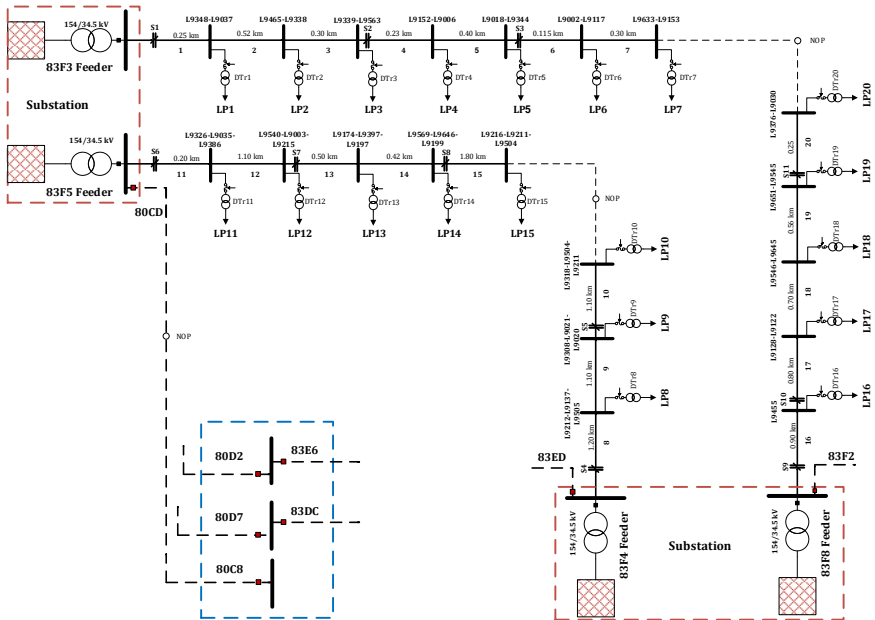 154/34.5 kV
83F3 Feeder
Substation
154/34.5 kV
83F5 Feeder
80CD
S1
L9348-L9037
L9465-L9338
L9339-L9563
S2
L9152-L9006
L9018-L9344
S3
L9002-L9117
L9633-L9153
NOP
0.25 km
0.52 km
0.30 km
0.23 km
0.40 km
0.115 km
0.30 km
1
2
3
4
5
6
7
DTr1
DTr2
DTr3
DTr4
DTr5
DTr6
DTr7
LP1
LP2
LP3
LP4
LP5
LP6
LP7
S6
L9326-L9035-
L9386
L9540-L9003-
L9215
S7
L9174-L9397-
L9197
L9569-L9646-
L9199
S8
L9216-L9211-
L9504
0.20 km
1.10 km
0.50 km
0.42 km
1.80 km
11
12
13
14
15
DTr11
DTr12
DTr13
DTr14
DTr15
LP11
LP12
LP13
LP14
LP15
NOP
L9318-L9504-
L9211
DTr10
LP10
1.10 km
10
S5
L9308-L9021-
L9020
DTr9
LP9
1.10 km
9
L9212-L9137-
L9505
DTr8
LP8
1.20 km
8
S4
83ED
154/34.5 kV
83F4 Feeder
Substation
L9376-L9030
DTr20
LP20
0.25
20
S11
L9651-L9545
DTr19
LP19
0.56 km
19
L9546-L9645
DTr18
LP18
0.70 km
18
L9128-L9122
DTr17
LP17
0.80 km
17
S10
L9455
DTr16
LP16
0.90 km
16
S9
83F2
154/34.5 kV
83F8 Feeder
NOP
80D2
83E6
80D7
83DC
80C8